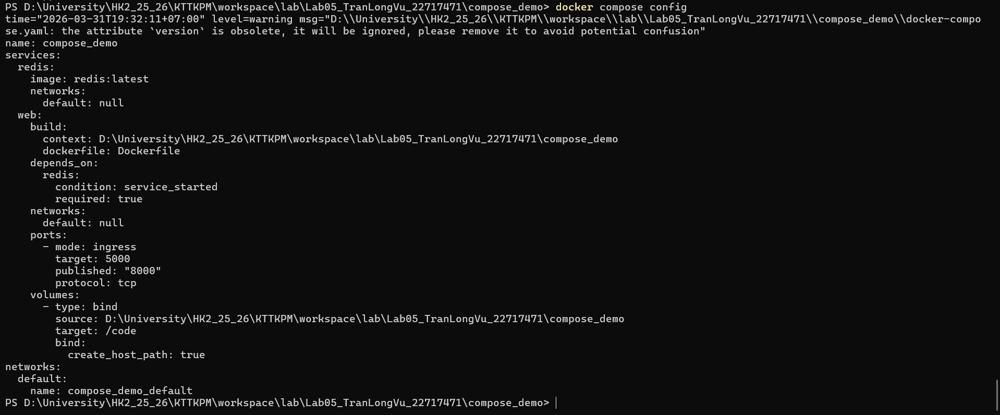 PS D:\University\HK2_25_26\KTTKPM\workspace\lab\Lab05_TranLongVu_22717471\compose_demo> docker compose config
time="2026-03-31T19:32:11+07:00" level=warning msg="D:\\University\\HK2_25_26\\KTTKPM\\workspace\\lab\\Lab05_TranLongVu_22717471\\compose_demo\\docker-compo
se.yaml: the attribute `version` is obsolete, it will be ignored, please remove it to avoid potential confusion"
name: compose_demo
services:
  redis:
    image: redis:latest
    networks:
      default: null
  web:
    build:
      context: D:\University\HK2_25_26\KTTKPM\workspace\lab\Lab05_TranLongVu_22717471\compose_demo
      dockerfile: Dockerfile
    depends_on:
      redis:
        condition: service_started
        required: true
    networks:
      default: null
    ports:
      - mode: ingress
        target: 5000
        published: "8000"
        protocol: tcp
    volumes:
      - type: bind
        source: D:\University\HK2_25_26\KTTKPM\workspace\lab\Lab05_TranLongVu_22717471\compose_demo
        target: /code
        bind:
          create_host_path: true
networks:
  default:
    name: compose_demo_default
PS D:\University\HK2_25_26\KTTKPM\workspace\lab\Lab05_TranLongVu_22717471\compose_demo>